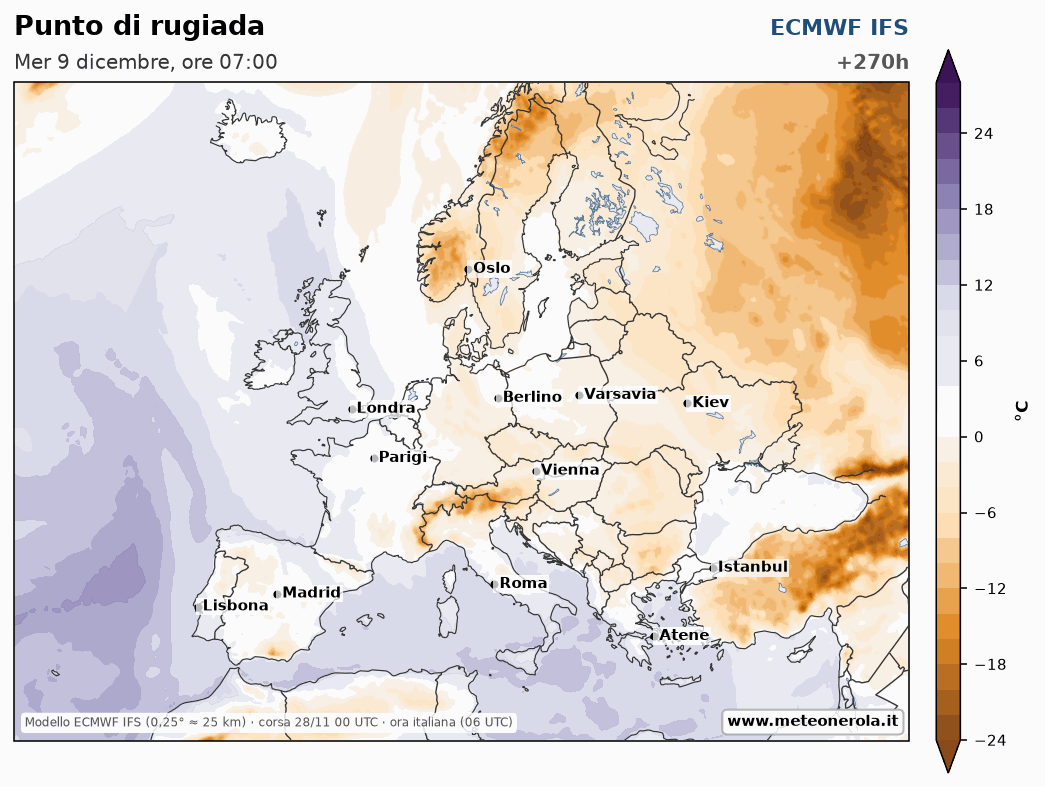 Punto di rugiada
ECMWF IFS
Mer 9 dicembre, ore 07:00
+270h
Oslo
Berlino
Varsavia
Kiev
Londra
Parigi
Vienna
Istanbul
Roma
Madrid
Lisbona
Atene
24
18
12
6
0
−6
−12
−18
−24
°C
Modello ECMWF IFS (0,25° ≈ 25 km) · corsa 28/11 00 UTC · ora italiana (06 UTC)
www.meteonerola.it